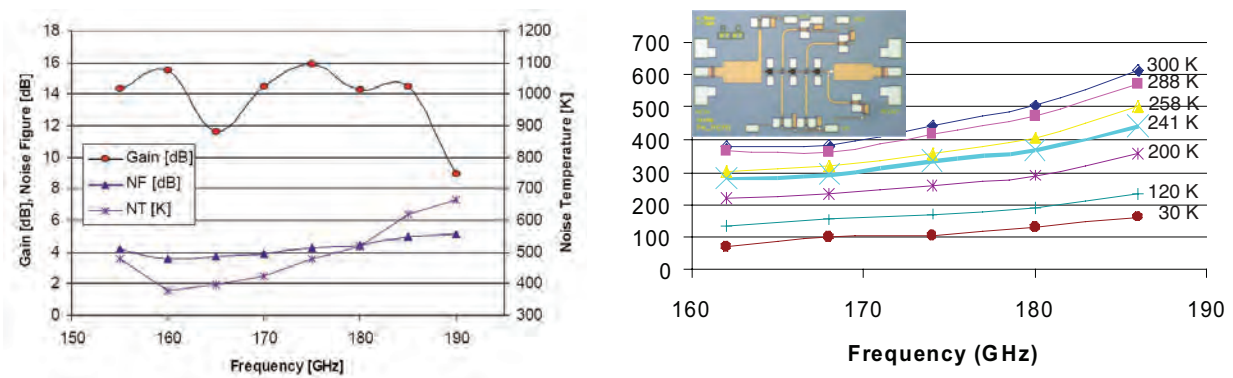 Gain [dB], Noise Figure [dB]
18
16
14
12
10
8
6
4
2
0
Gain [dB]
NF [dB]
NT [K]
1200
1100
1000
900
800
700
600
500
400
300
Noise Temperature [K]
150
160
170
180
190
Frequency [GHz]
700
600
500
400
300
200
100
0
300 K
288 K
258 K
241 K
200 K
120 K
30 K
160
170
180
190
Frequency (GHz)